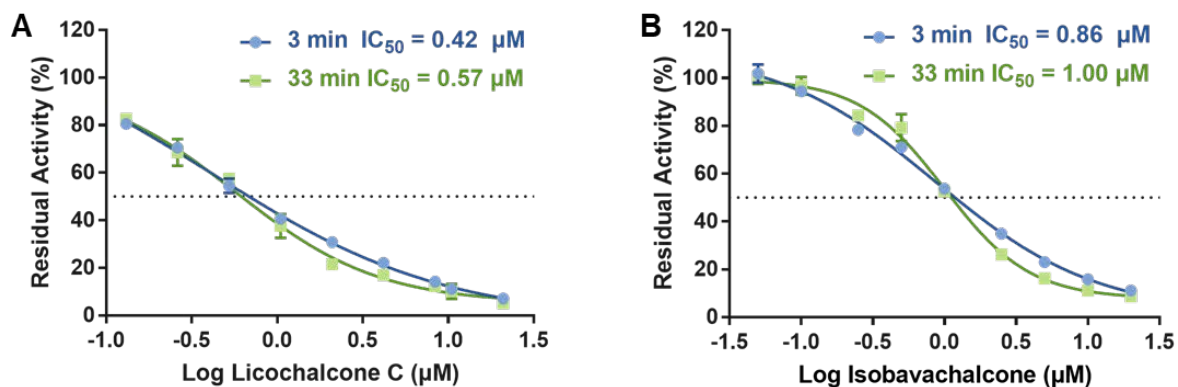 A
3 min IC50 = 0.42 µM
33 min IC50 = 0.57 µM
Residual Activity (%)
120
100
80
60
40
20
0
-1.0 -0.5 0.0 0.5 1.0 1.5
Log Licochalcone C (µM)
B
3 min IC50 = 0.86 µM
33 min IC50 = 1.00 µM
Residual Activity (%)
120
100
80
60
40
20
0
-1.5 -1.0 -0.5 0.0 0.5 1.0 1.5
Log Isobavachalcone (µM)